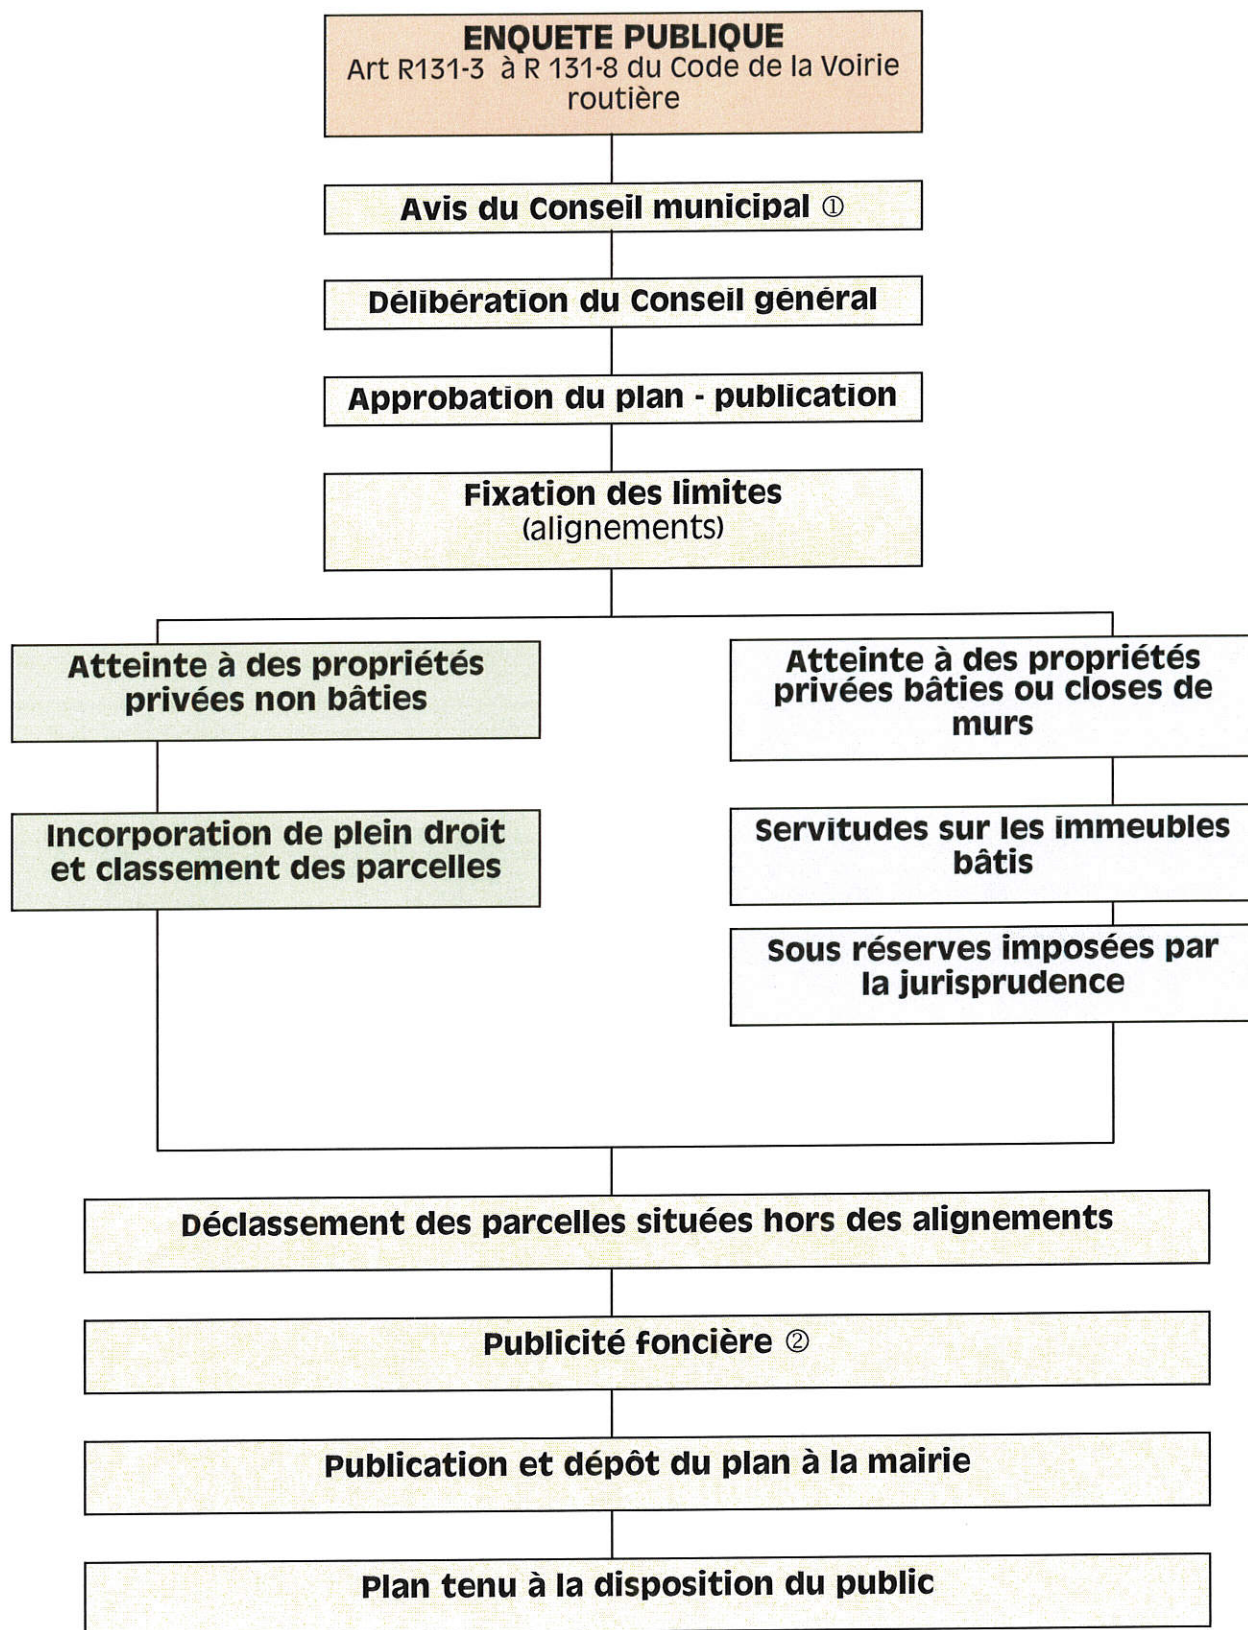 ENQUETE PUBLIQUE
Art R131-3 à R 131-8 du Code de la Voirie
routière
Avis du Conseil municipal ①
Délibération du Conseil général
Approbation du plan - publication
Fixation des limites
(alignements)
Atteinte à des propriétés
privées non bâties
Atteinte à des propriétés
privées bâties ou closes de
murs
Incorporation de plein droit
et classement des parcelles
Servitudes sur les immeubles
bâtis
Sous réserves imposées par
la jurisprudence
Déclassement des parcelles situées hors des alignements
Publicité foncière ②
Publication et dépôt du plan à la mairie
Plan tenu à la disposition du public